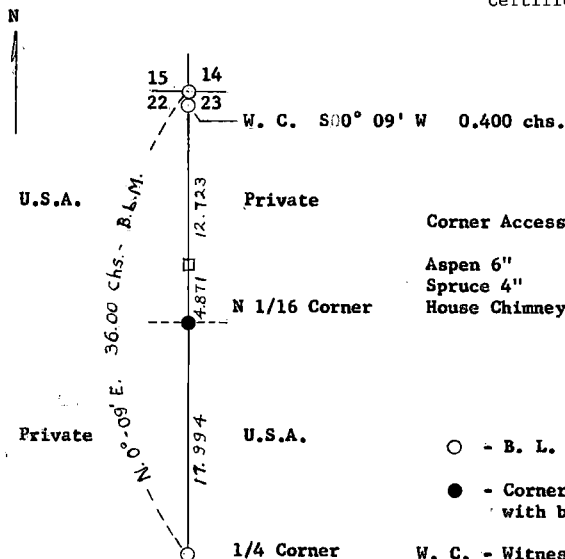 N
15 14
22 23
W. C. S00° 09' W 0.400 chs.
U.S.A.
Private
12.723
Corner Access
Aspen 6"
Spruce 4"
House Chimney
4.871
N 1/16 Corner
N. 0°-09' E. 36.00 Chs.- B.L.M.
Private
U.S.A.
17.994
○ - B. L.
● - Corner
with b
1/4 Corner
W. C. - Witnes